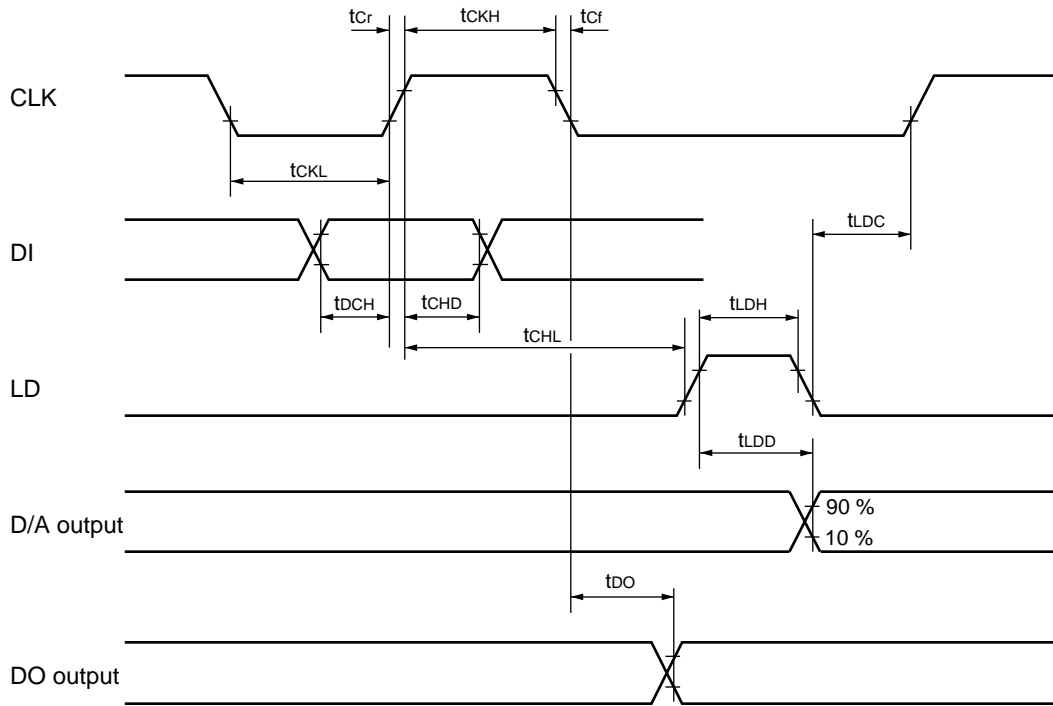 tCr tCKH tCf
CLK
tCKL
tLDC
DI
tDCH tCHD
tLDH
tCHL
LD
tLDD
D/A output
90 %
10 %
tDO
DO output